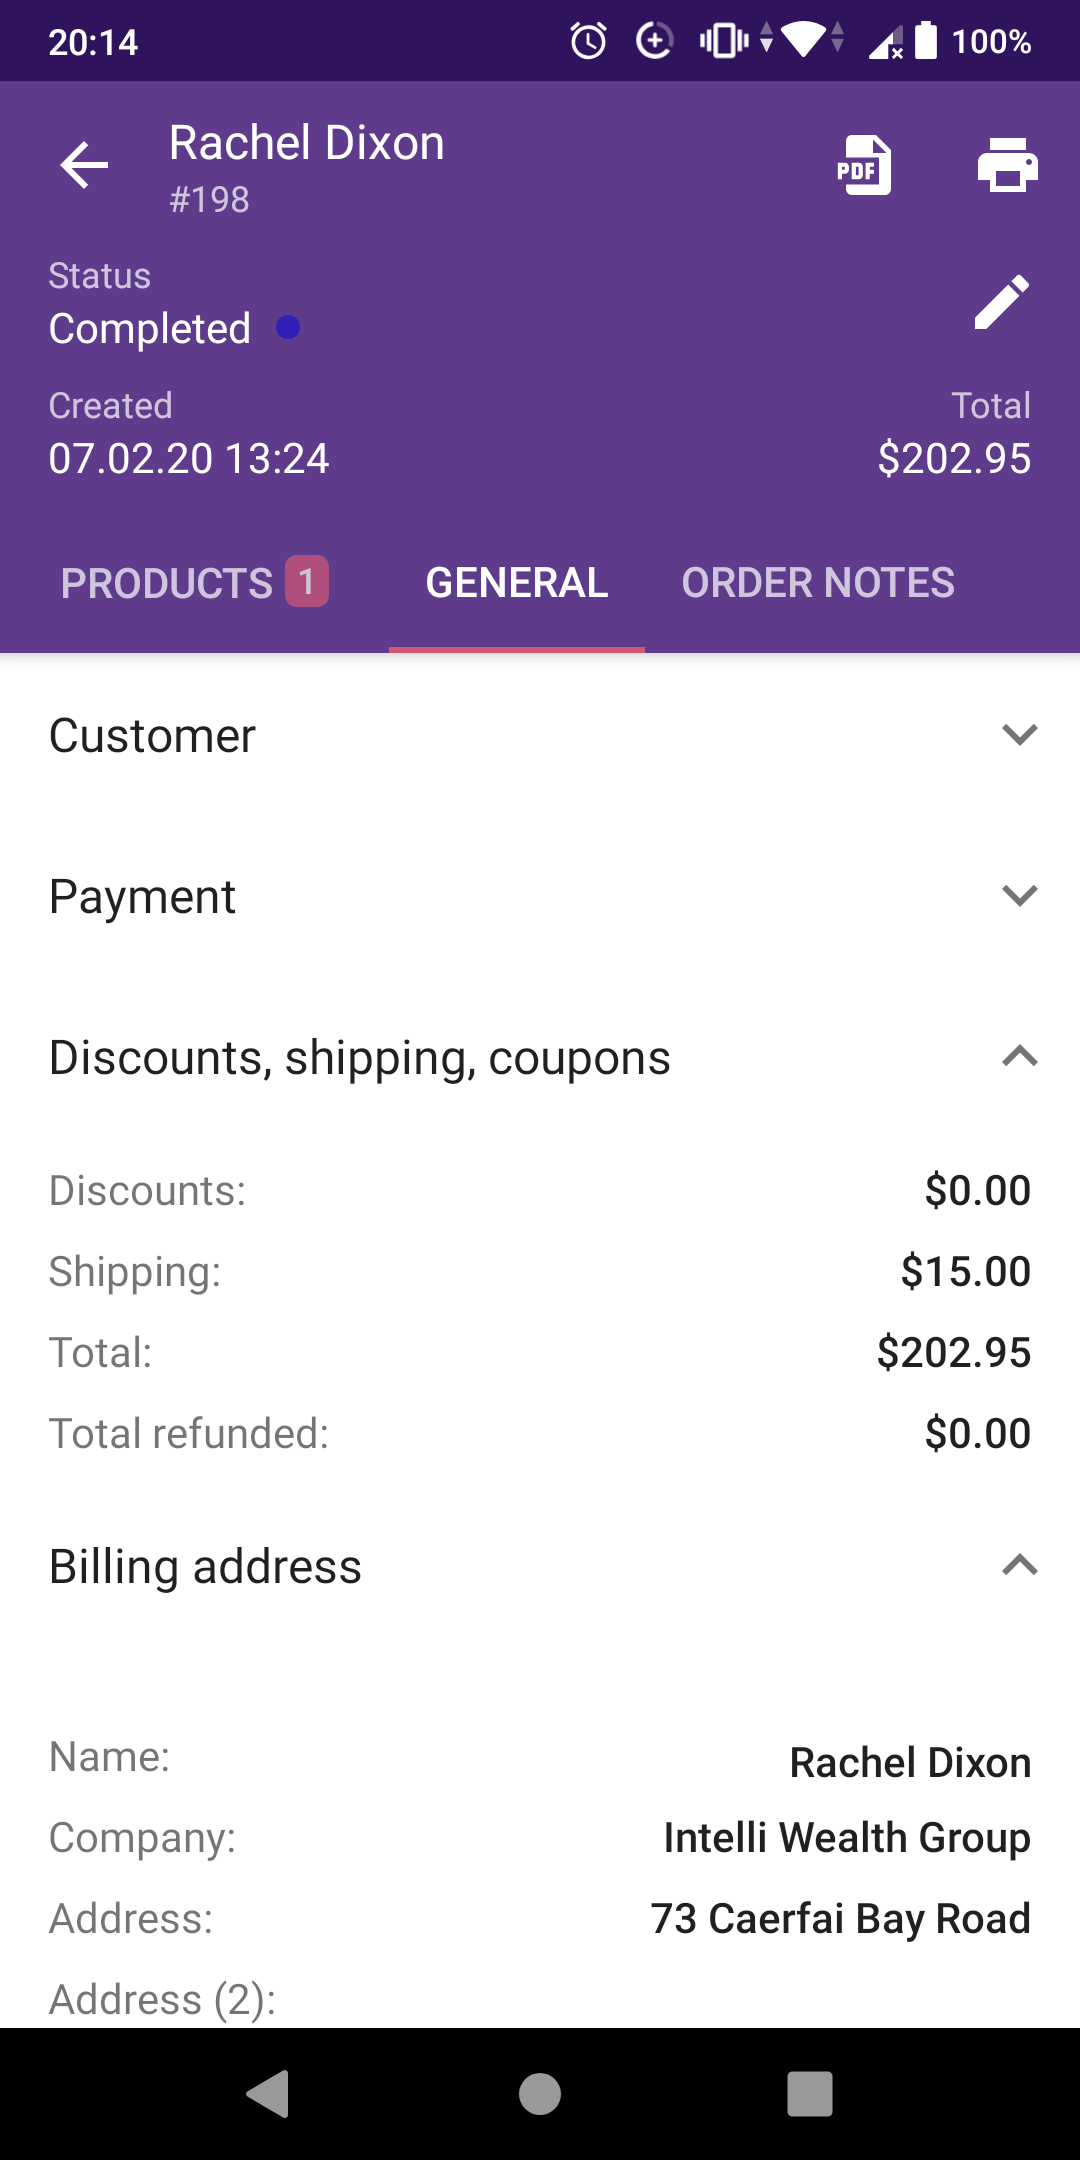 20:14
100%
Rachel Dixon
#198
PDF
Status
Completed
Created
Total
07.02.20 13:24
$202.95
PRODUCTS 1
GENERAL
ORDER NOTES
Customer
Payment
Discounts, shipping, coupons
Discounts: $0.00
Shipping: $15.00
Total: $202.95
Total refunded: $0.00
Billing address
Name: Rachel Dixon
Company: Intelli Wealth Group
Address: 73 Caerfai Bay Road
Address (2):